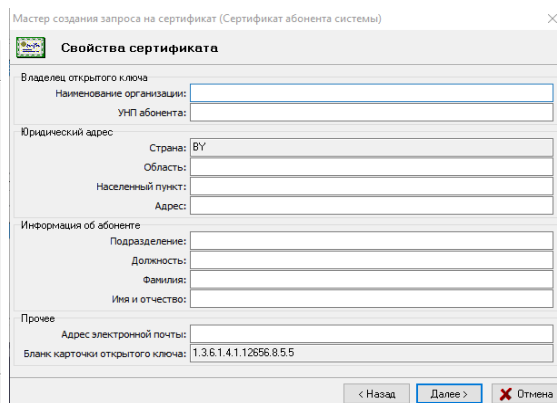 Мастер создания запроса на сертификат (Сертификат абонента системы)
Свойства сертификата
Владелец открытого ключа
Наименование организации:
УНП абонента:
Юридический адрес
Страна: BY
Область:
Населенный пункт:
Адрес:
Информация об абоненте
Подразделение:
Должность:
Фамилия:
Имя и отчество:
Прочее
Адрес электронной почты:
Бланк карточки открытого ключа: 1.3.6.1.4.1.12656.8.5.5
< Назад Далее > Отмена